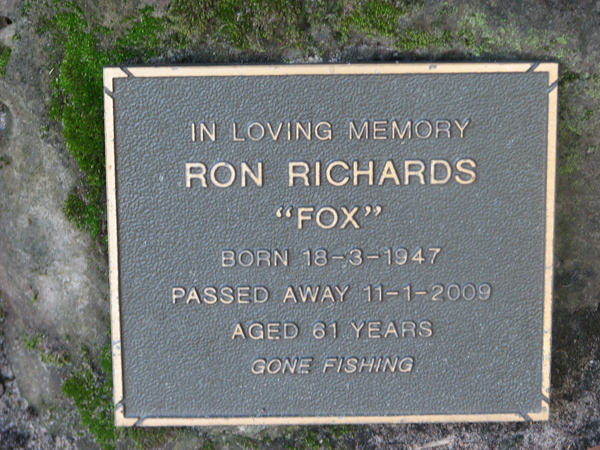 IN LOVING MEMORY
RON RICHARDS
“FOX”
BORN 18-3-1947
PASSED AWAY 11-1-2009
AGED 61 YEARS
GONE FISHING